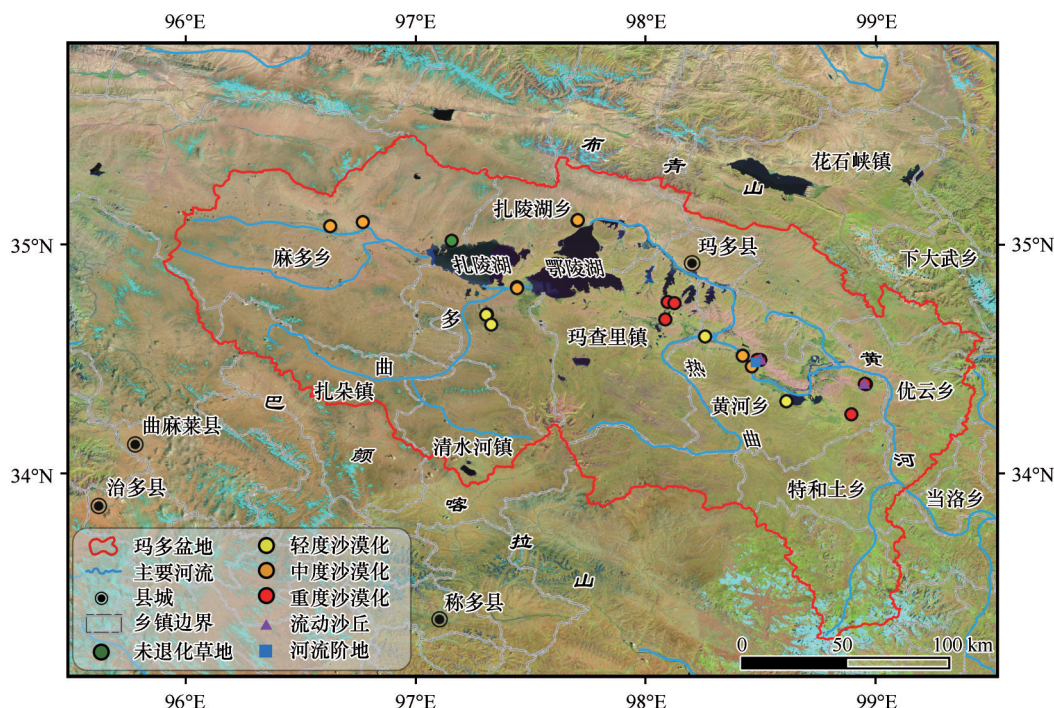 96°E
97°E
98°E
99°E
布
青
山
花石峡镇
扎陵湖乡
35°N
35°N
玛多县
麻多乡
扎陵湖
鄂陵湖
下大武乡
多
玛查里镇
曲
热
黄
扎朵镇
优云乡
巴
黄河乡
曲麻莱县
清水河镇
曲
颜
河
34°N
34°N
治多县
喀
特和土乡
当洛乡
拉
山
称多县
玛多盆地
主要河流
县城
乡镇边界
未退化草地
轻度沙漠化
中度沙漠化
重度沙漠化
流动沙丘
河流阶地
0
50
100 km
96°E
97°E
98°E
99°E